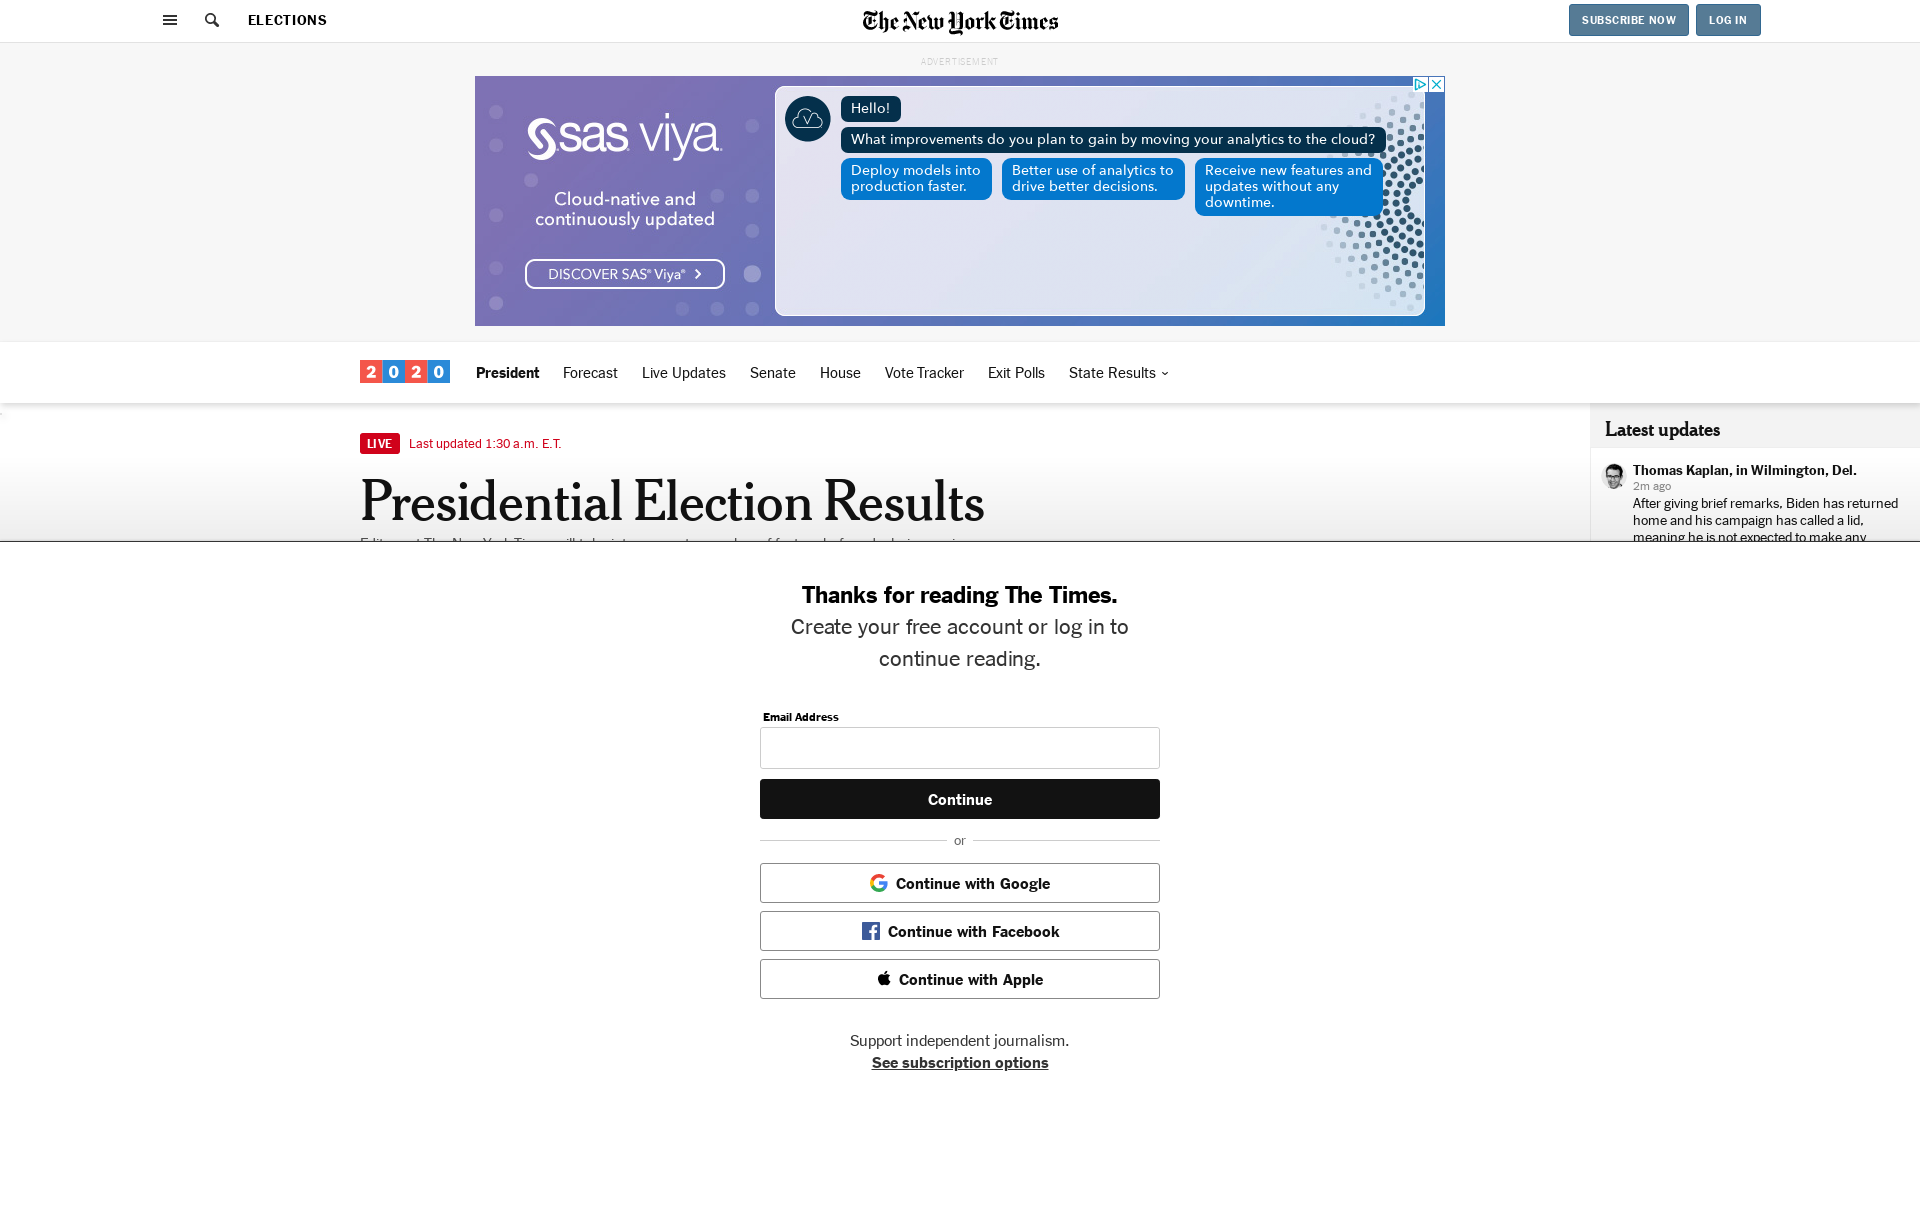 ELECTIONS
The New York Times
SUBSCRIBE NOW
LOG IN
ADVERTISEMENT
sas viya
Cloud-native and
continuously updated
DISCOVER SAS® Viya®
Hello!
What improvements do you plan to gain by moving your analytics to the cloud?
Deploy models into
production faster.
Better use of analytics to
drive better decisions.
Receive new features and
updates without any
downtime.
2020
President
Forecast
Live Updates
Senate
House
Vote Tracker
Exit Polls
State Results
LIVE
Last updated 1:30 a.m. E.T.
Presidential Election Results
Latest updates
Thomas Kaplan, in Wilmington, Del.
2m ago
After giving brief remarks, Biden has returned
home and his campaign has called a lid,
meaning he is not expected to make any
Thanks for reading The Times.
Create your free account or log in to
continue reading.
Email Address
Continue
or
Continue with Google
Continue with Facebook
Continue with Apple
Support independent journalism.
See subscription options